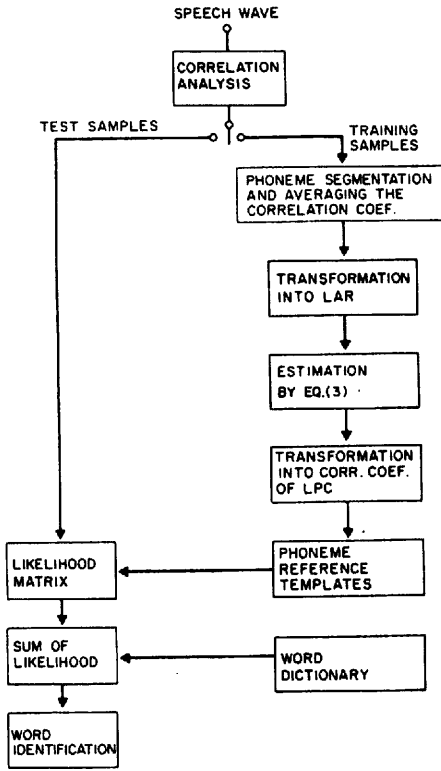 SPEECH WAVE
CORRELATION
ANALYSIS
TEST SAMPLES
TRAINING
SAMPLES
PHONEME SEGMENTATION
AND AVERAGING THE
CORRELATION COEF.
TRANSFORMATION
INTO LAR
ESTIMATION
BY EQ.(3)
TRANSFORMATION
INTO CORR. COEF.
OF LPC
LIKELIHOOD
MATRIX
PHONEME
REFERENCE
TEMPLATES
SUM OF
LIKELIHOOD
WORD
DICTIONARY
WORD
IDENTIFICATION